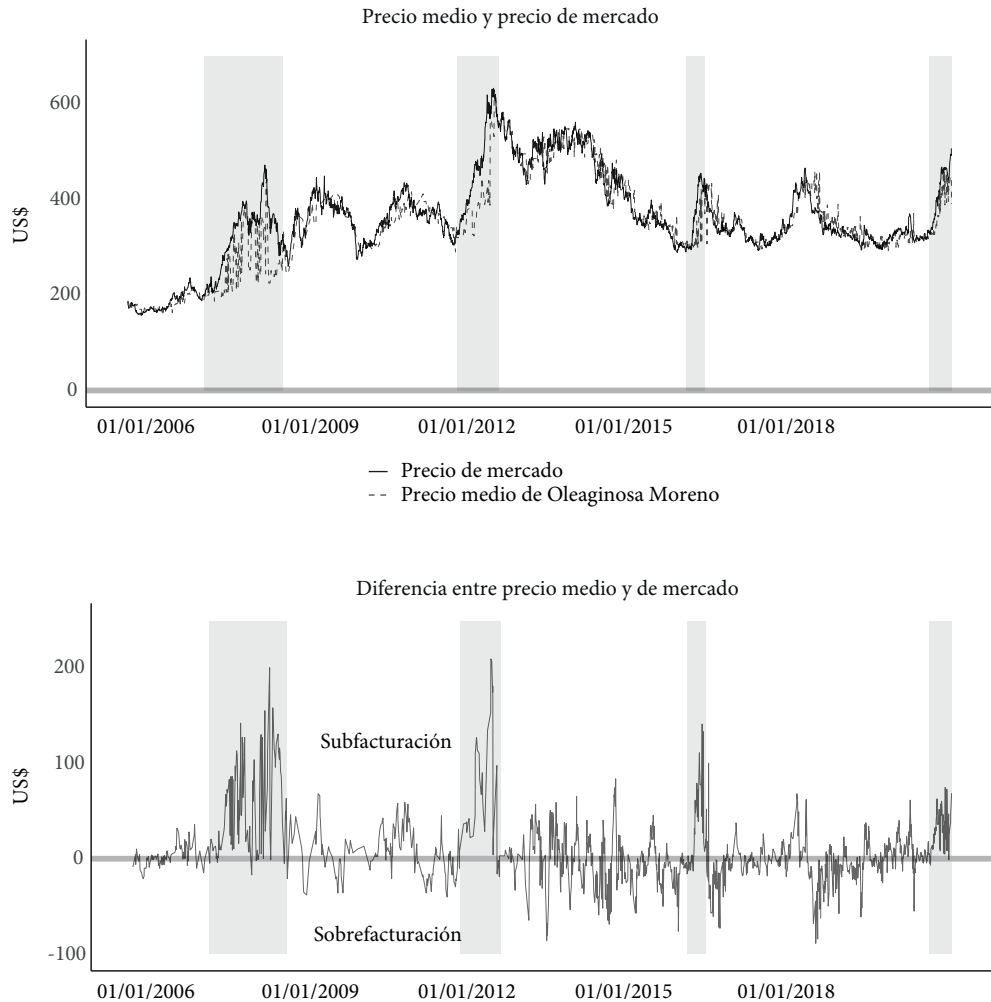 Precio medio y precio de mercado
US$
600
400
200
0
01/01/2006 01/01/2009 01/01/2012 01/01/2015 01/01/2018
Precio de mercado
Precio medio de Oleaginosa Moreno
Diferencia entre precio medio y de mercado
US$
200
100
0
-100
Subfacturación
Sobrefacturación
01/01/2006 01/01/2009 01/01/2012 01/01/2015 01/01/2018